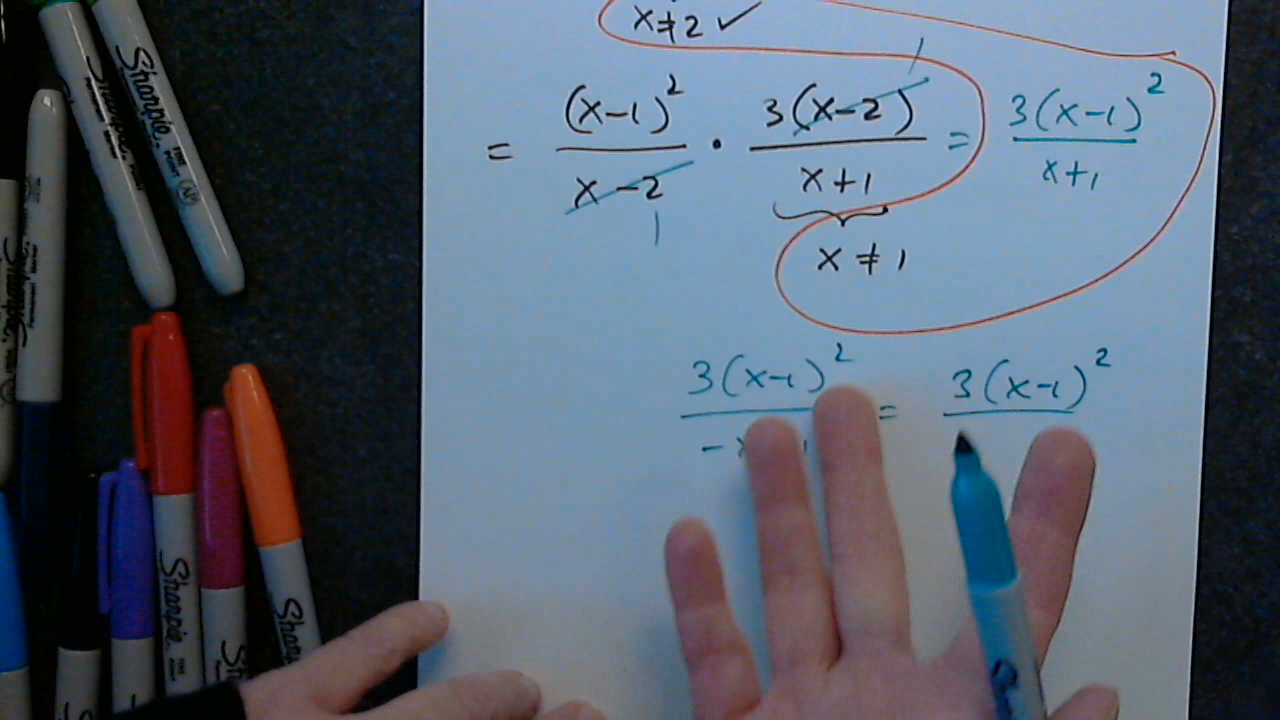 x≠2 ✓
= (x-1)² / x-2 · 3(x-2) / x+1 = 3(x-1)² / x+1
1 1
x ≠ 1
3(x-1)² / -x = 3(x-1)²
Sharpie
Sharpie
Sharpie
Sharpie
Sharpie